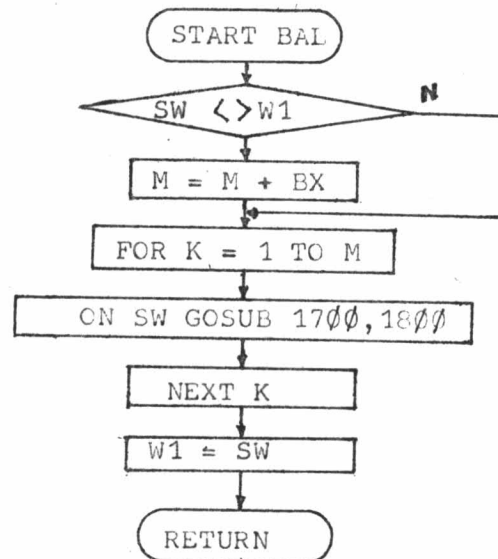 START BAL
SW <> W1
N
M = M + BX
FOR K = 1 TO M
ON SW GOSUB 17ØØ,18ØØ
NEXT K
W1 = SW
RETURN